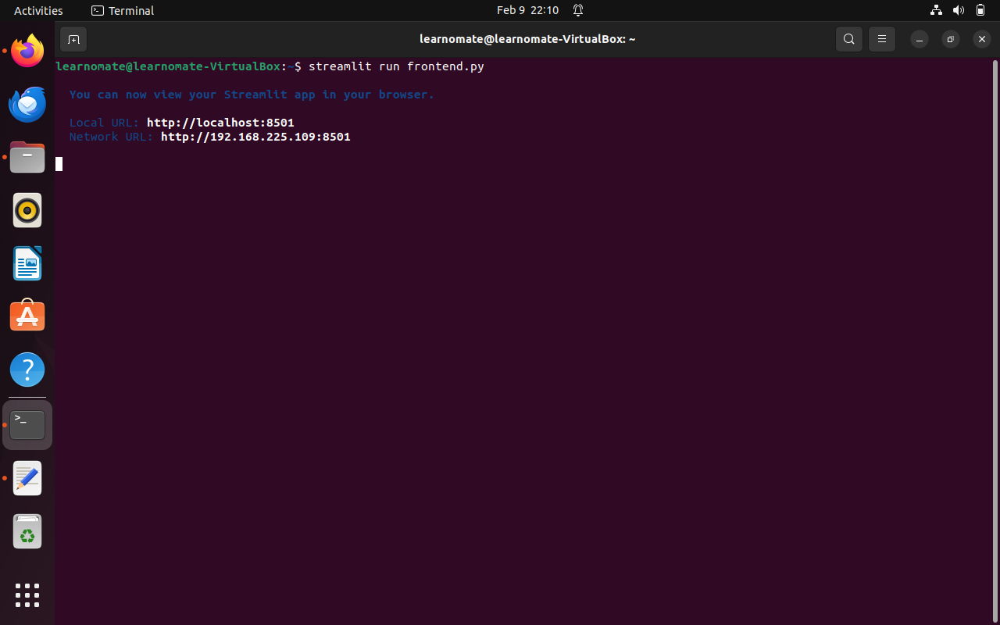 Activities
Terminal
Feb 9 22:10
learnomate@learnomate-VirtualBox: ~
learnomate@learnomate-VirtualBox:~$ streamlit run frontend.py
You can now view your Streamlit app in your browser.
Local URL: http://localhost:8501
Network URL: http://192.168.225.109:8501